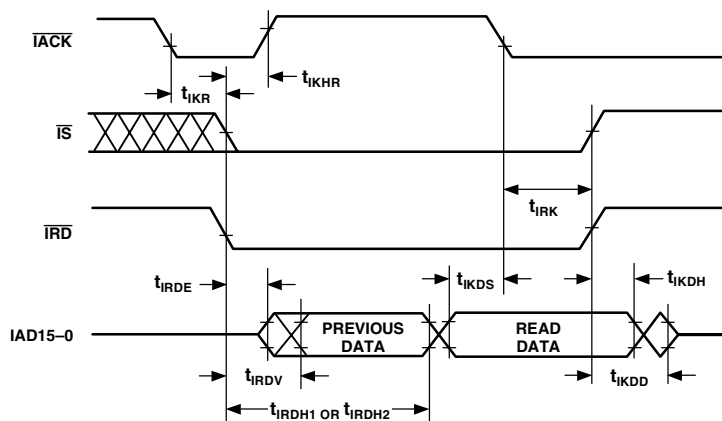 IACK
tIKHR
tIKR
IS
tIRK
IRD
tIRDE
tIKDS
tIKDH
IAD15–0
PREVIOUS DATA
READ DATA
tIRDV
tIKDD
tIRDH1 OR tIRDH2